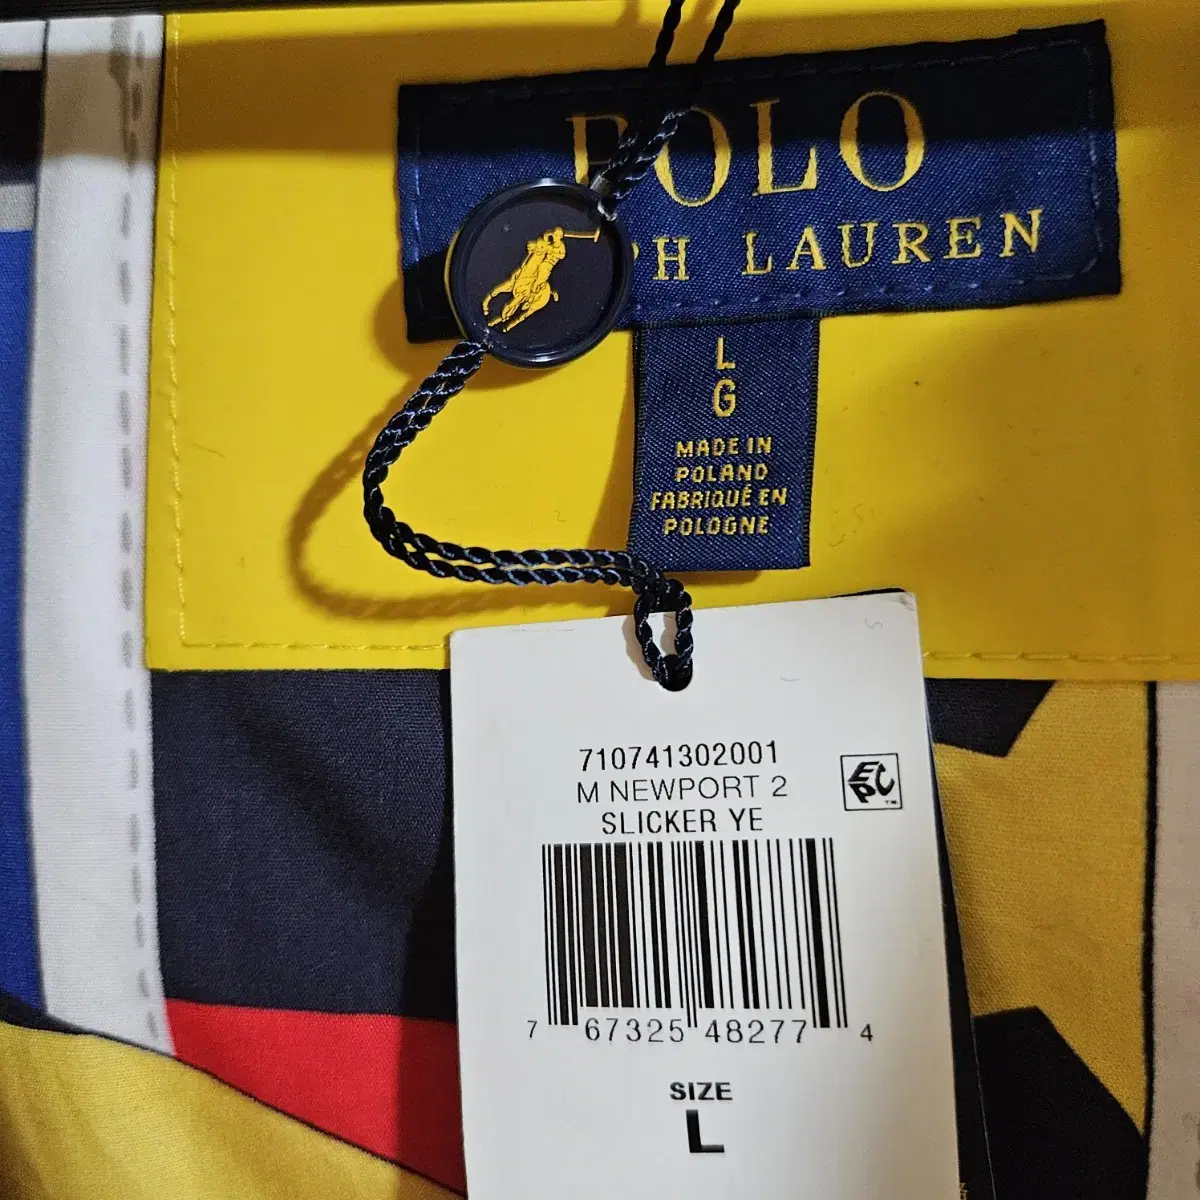 POLO
PH LAUREN
L
G
MADE IN
POLAND
FABRIQUÉ EN
POLOGNE
710741302001
M NEWPORT 2
SLICKER YE
EPC
7 67325 48277 4
SIZE
L